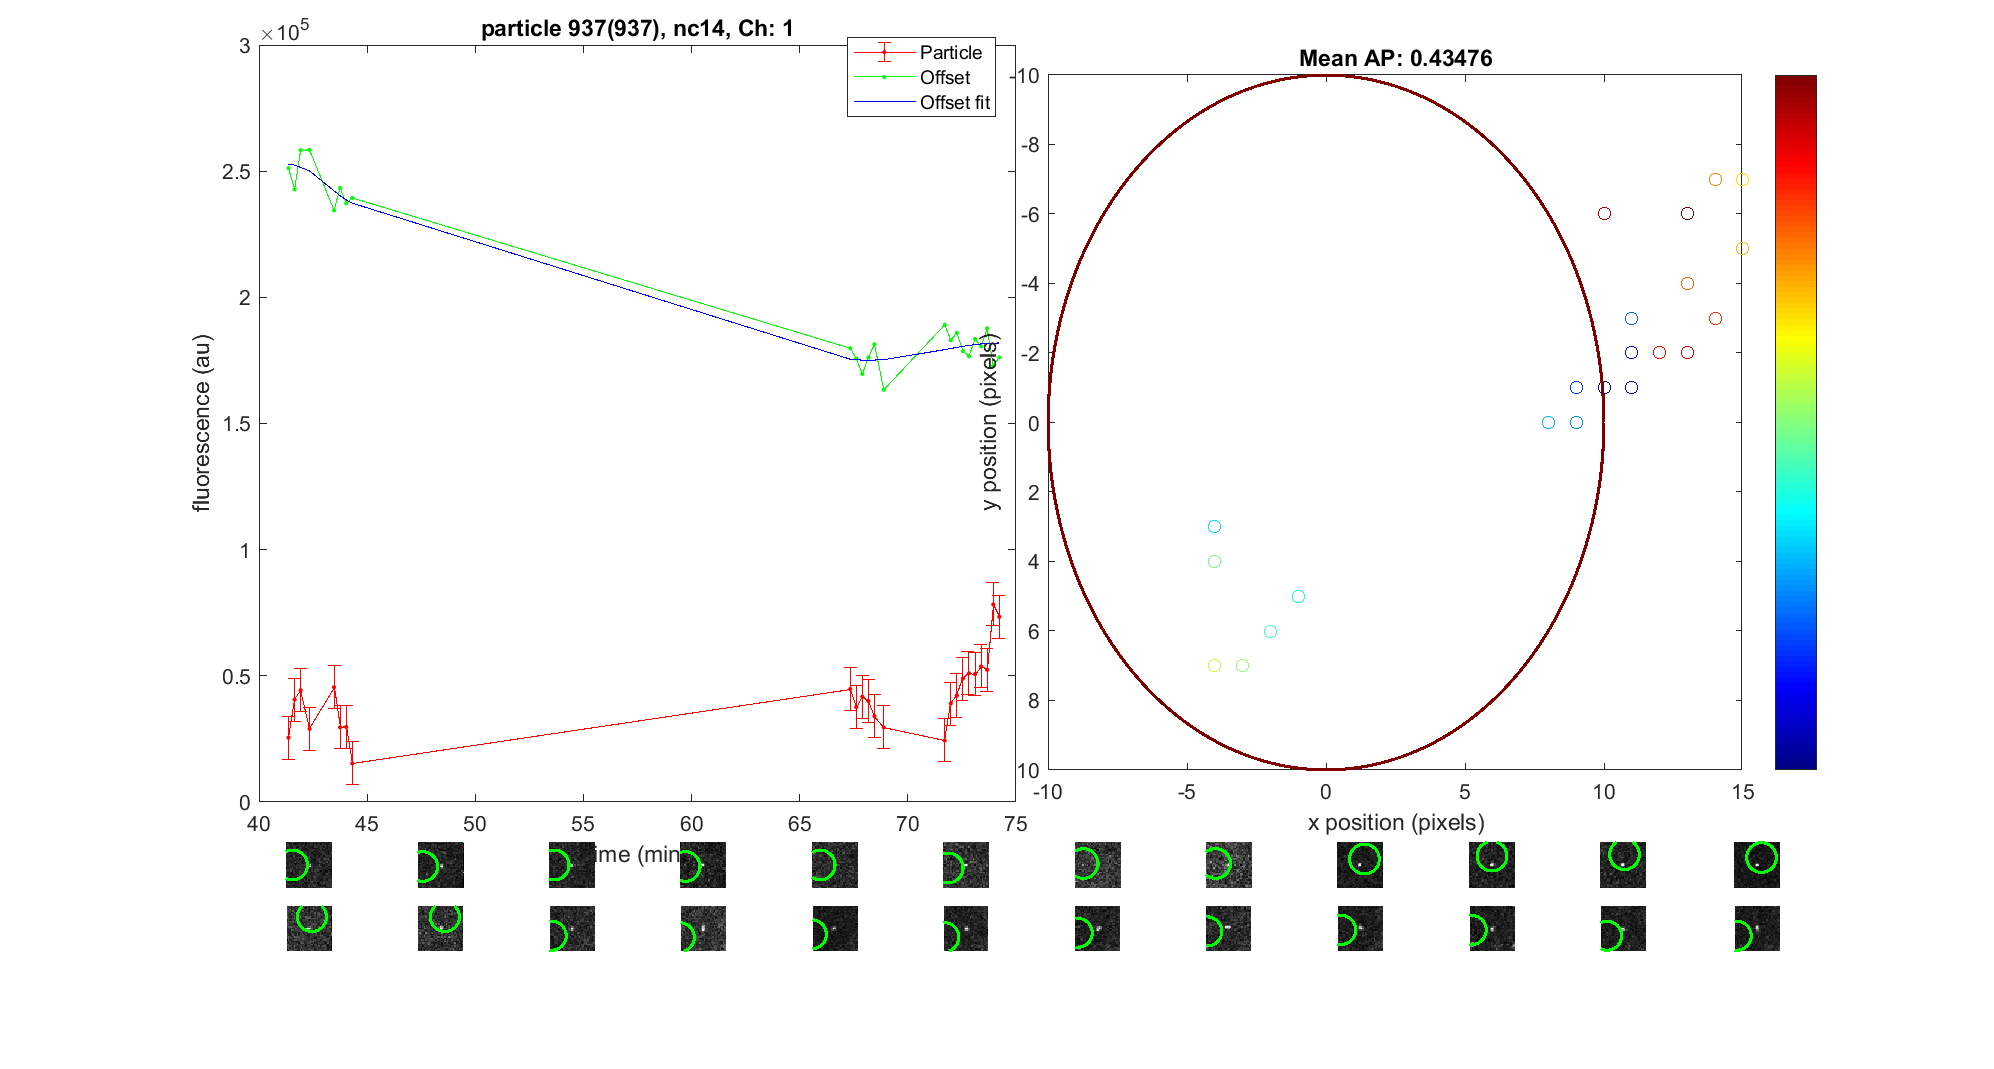 particle 937(937), nc14, Ch: 1
×10^5
Particle
Offset
Offset fit
3
2.5
2
1.5
1
0.5
0
fluorescence (au)
40 45 50 55 60 65 70 75
ime (min
Mean AP: 0.43476
-10
-8
-6
-4
-2
0
2
4
6
8
10
y position (pixels)
-10 -5 0 5 10 15
x position (pixels)